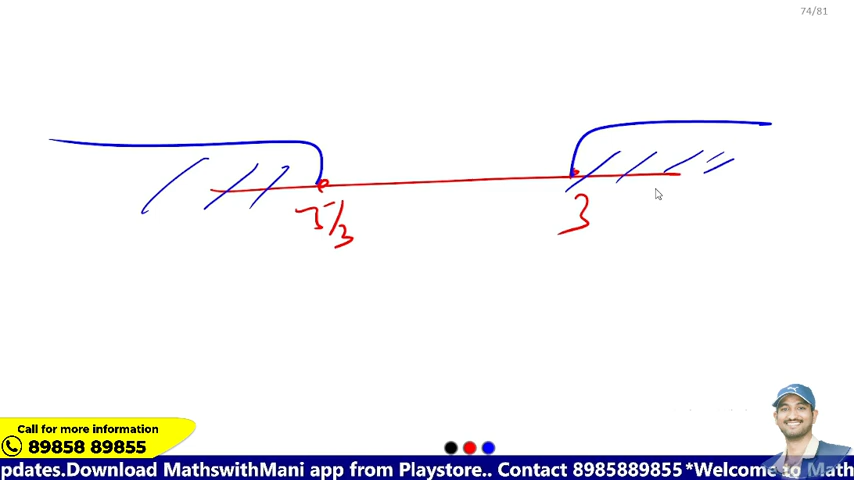 74/81
5/3
3
Call for more information
89858 89855
pdates.Download MathswithMani app from Playstore.. Contact 8985889855 *Welcome to Math